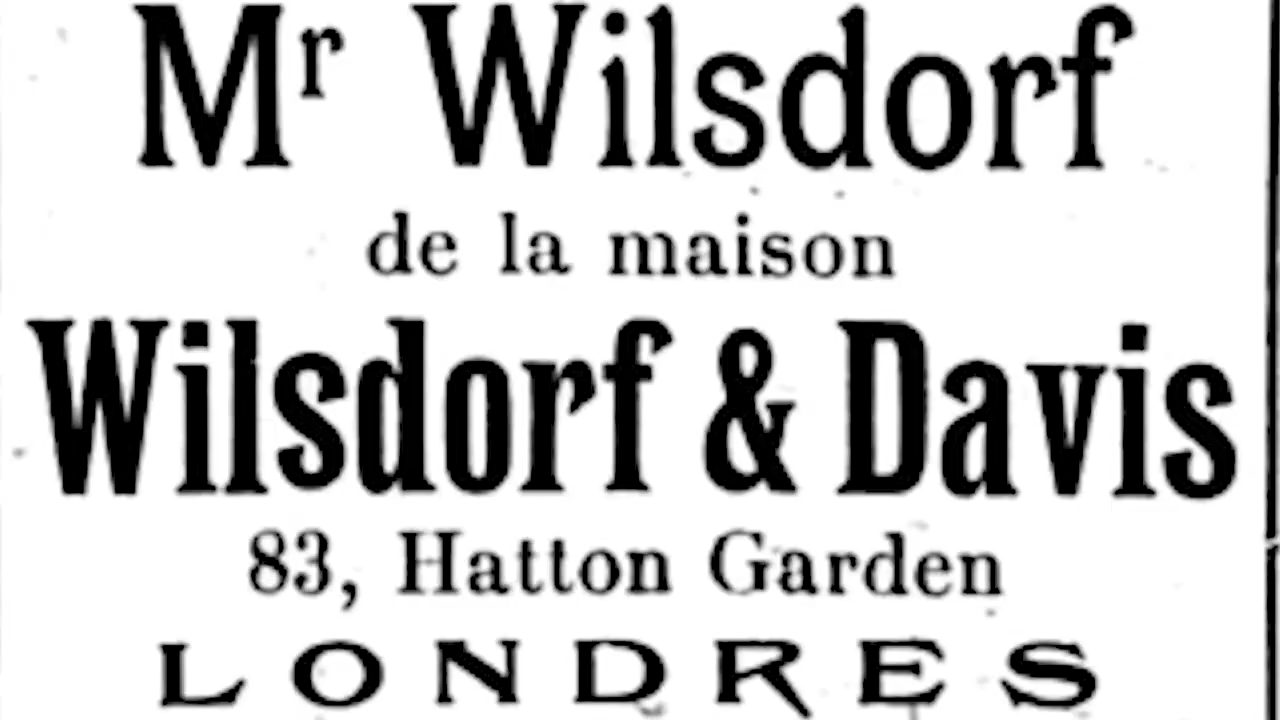 Mr Wilsdorf
de la maison
Wilsdorf & Davis
83, Hatton Garden
LONDRES